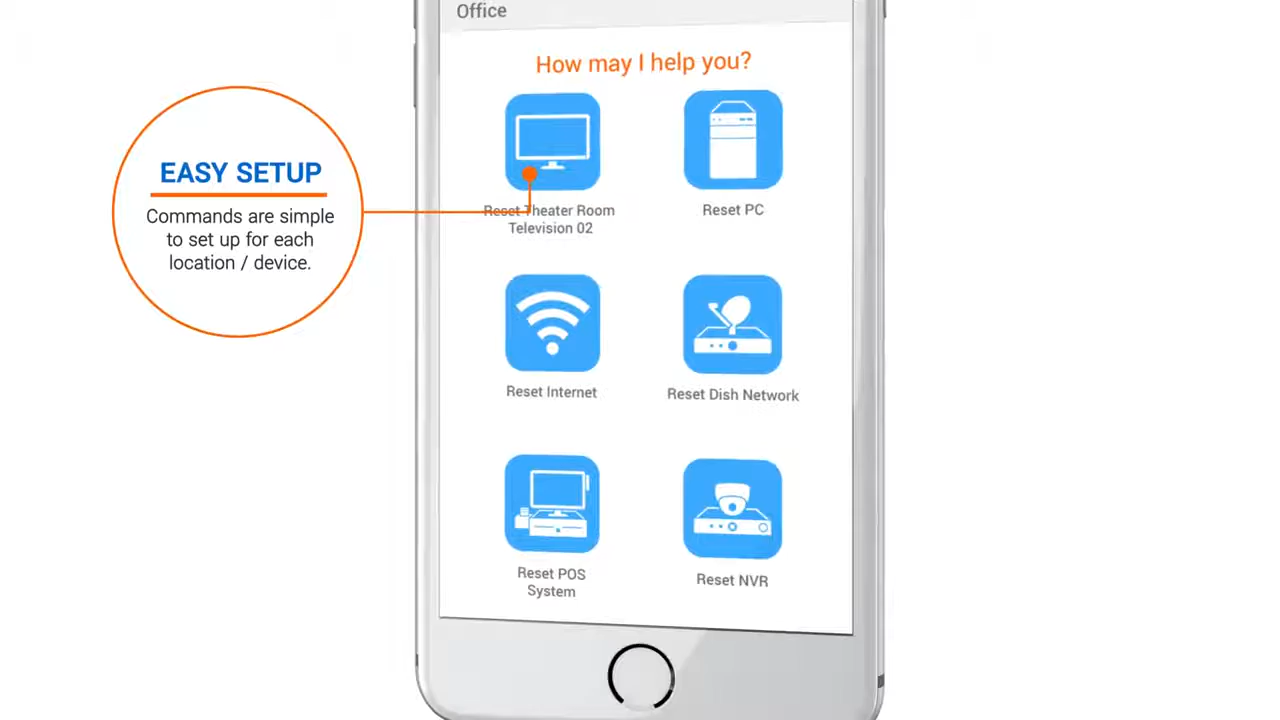 Office
How may I help you?
EASY SETUP
Commands are simple
to set up for each
location / device.
Reset Theater Room
Television 02
Reset PC
Reset Internet
Reset Dish Network
Reset POS
System
Reset NVR